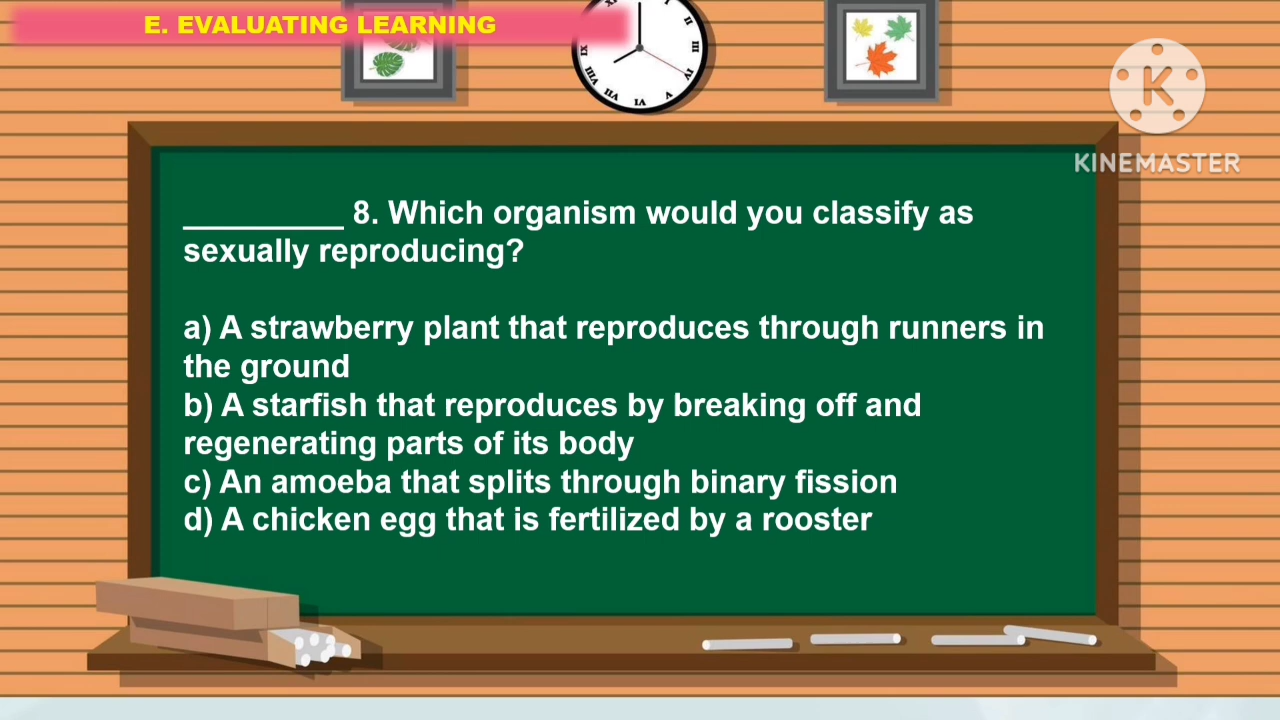 E. EVALUATING LEARNING
K
KINEMASTER
__________ 8. Which organism would you classify as
sexually reproducing?
a) A strawberry plant that reproduces through runners in
the ground
b) A starfish that reproduces by breaking off and
regenerating parts of its body
c) An amoeba that splits through binary fission
d) A chicken egg that is fertilized by a rooster